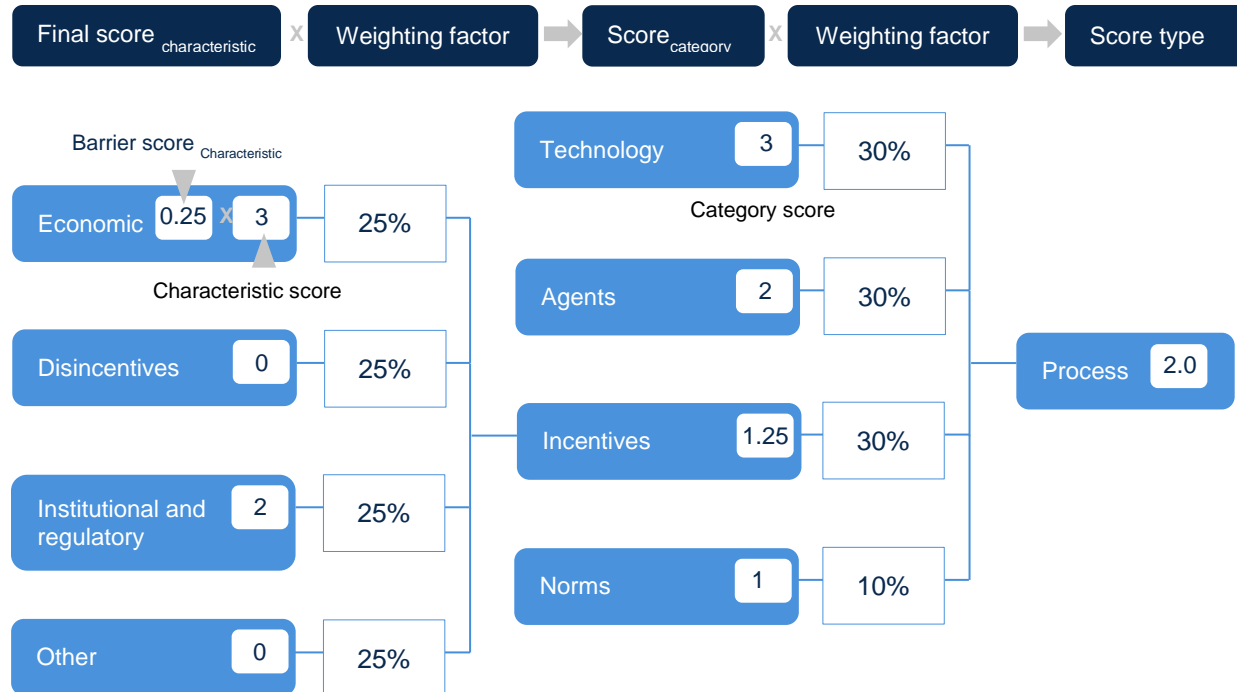 Final score characteristic X Weighting factor Score category X Weighting factor Score type
Barrier score Characteristic
Economic 0.25 X 3 25%
Characteristic score
Disincentives 0 25%
Institutional and
regulatory 2 25%
Other 0 25%
Technology 3 30%
Category score
Agents 2 30%
Incentives 1.25 30%
Norms 1 10%
Process 2.0